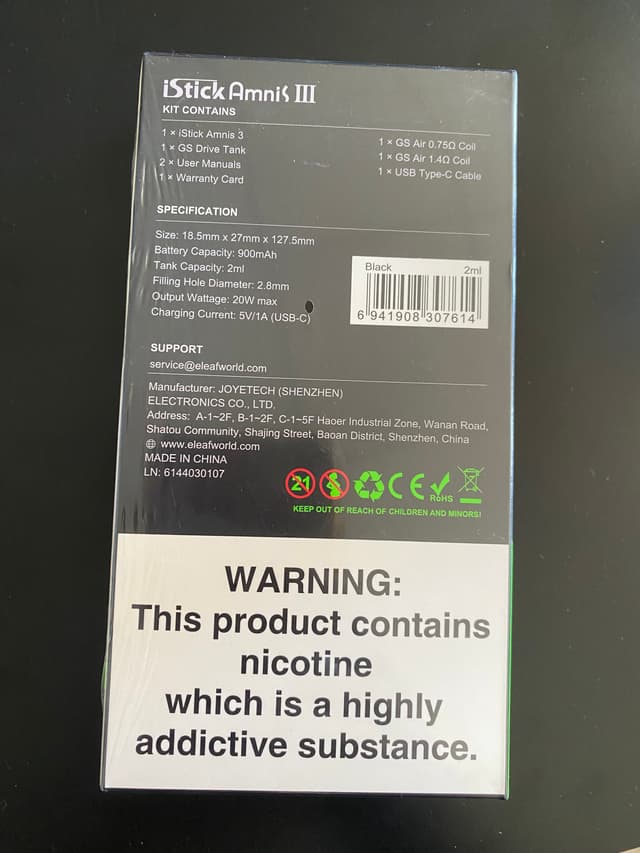 iStick Amnis III
KIT CONTAINS
1 × iStick Amnis 3
1 × GS Drive Tank
2 × User Manuals
1 × Warranty Card
1 × GS Air 0.75Ω Coil
1 × GS Air 1.4Ω Coil
1 × USB Type-C Cable
SPECIFICATION
Size: 18.5mm x 27mm x 127.5mm
Battery Capacity: 900mAh
Tank Capacity: 2ml
Filling Hole Diameter: 2.8mm
Output Wattage: 20W max
Charging Current: 5V/1A (USB-C)
Black 2ml
6 941908 307614
SUPPORT
service@eleafworld.com
Manufacturer: JOYETECH (SHENZHEN)
ELECTRONICS CO., LTD.
Address: A-1~2F, B-1~2F, C-1~5F Haoer Industrial Zone, Wanan Road,
Shatou Community, Shajing Street, Baoan District, Shenzhen, China
www.eleafworld.com
MADE IN CHINA
LN: 6144030107
21 CE RoHS
KEEP OUT OF REACH OF CHILDREN AND MINORS!
WARNING:
This product contains
nicotine
which is a highly
addictive substance.